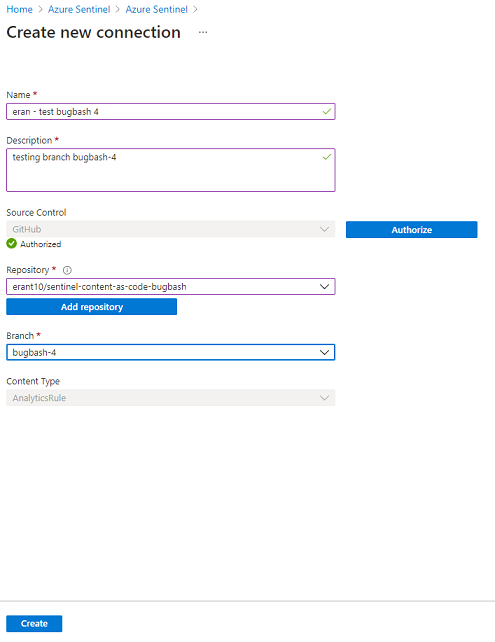 Home > Azure Sentinel > Azure Sentinel >
Create new connection ...
Name *
eran - test bugbash 4
Description *
testing branch bugbash-4
Source Control
GitHub
Authorize
Authorized
Repository *
erant10/sentinel-content-as-code-bugbash
Add repository
Branch *
bugbash-4
Content Type
AnalyticsRule
Create